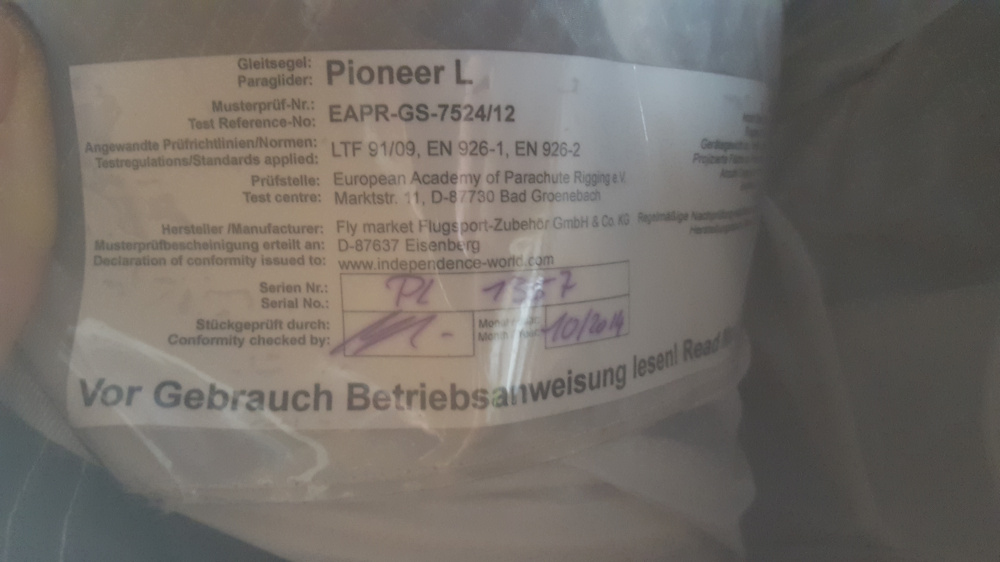 Gleitsegel:
Paraglider: Pioneer L
Musterprüf-Nr.:
Test Reference-No: EAPR-GS-7524/12
Angewandte Prüfrichtlinien/Normen:
Testregulations/Standards applied: LTF 91/09, EN 926-1, EN 926-2
Prüfstelle: European Academy of Parachute Rigging e.V.
Test centre: Marktstr. 11, D-87730 Bad Groenebach
Hersteller /Manufacturer: Fly market Flugsport-Zubehör GmbH & Co. KG
Musterprüfbescheinigung erteilt an: D-87637 Eisenberg
Declaration of conformity issued to: www.independence-world.com
Serien Nr.:
Serial No.: PL 1357
Stückgeprüft durch:
Conformity checked by: 10/2014
Vor Gebrauch Betriebsanweisung lesen! Read